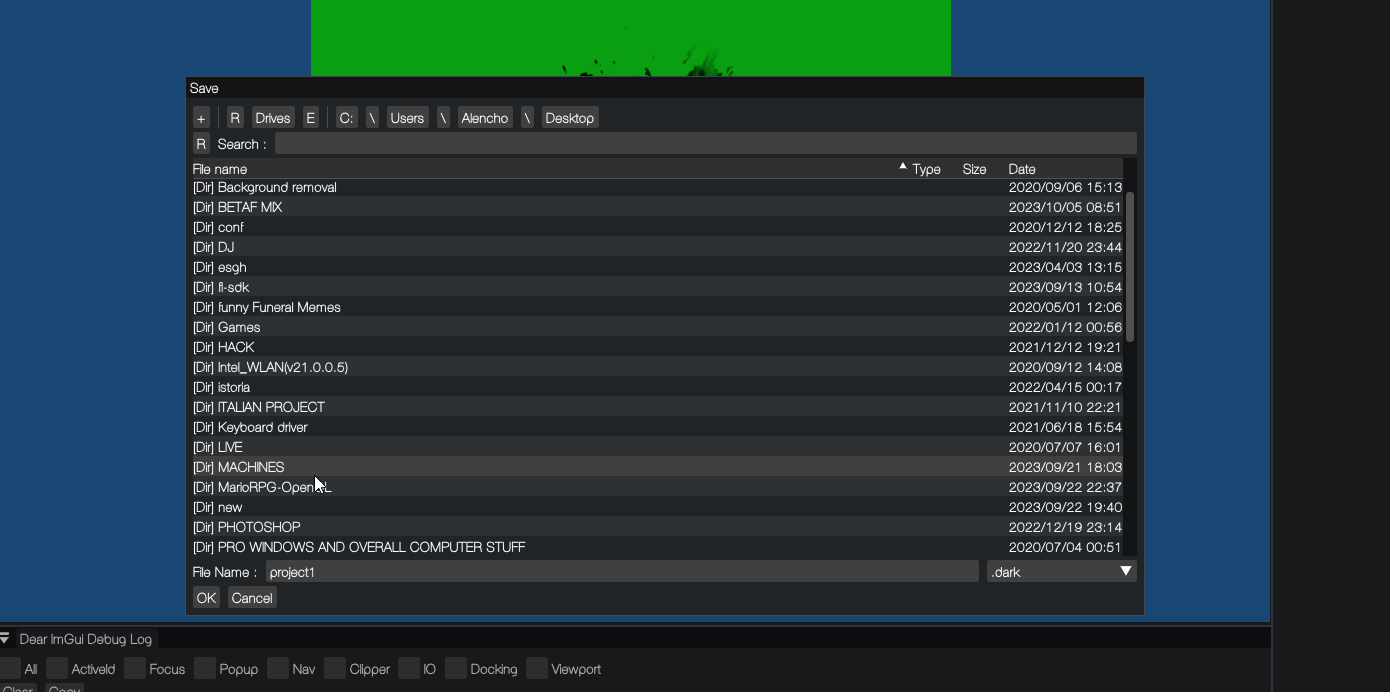 Save
+ R Drives E C: \ Users \ Alencho \ Desktop
R Search :
File name Type Size Date
[Dir] Background removal 2020/09/06 15:13
[Dir] BETAF MIX 2023/10/05 08:51
[Dir] conf 2020/12/12 18:25
[Dir] DJ 2022/11/20 23:44
[Dir] esgh 2023/04/03 13:15
[Dir] fl-sdk 2023/09/13 10:54
[Dir] funny Funeral Memes 2020/05/01 12:06
[Dir] Games 2022/01/12 00:56
[Dir] HACK 2021/12/12 19:21
[Dir] Intel_WLAN(v21.0.0.5) 2020/09/12 14:08
[Dir] istoria 2022/04/15 00:17
[Dir] ITALIAN PROJECT 2021/11/10 22:21
[Dir] Keyboard driver 2021/06/18 15:54
[Dir] LIVE 2020/07/07 16:01
[Dir] MACHINES 2023/09/21 18:03
[Dir] MarioRPG-OpenGL 2023/09/22 22:37
[Dir] new 2023/09/22 19:40
[Dir] PHOTOSHOP 2022/12/19 23:14
[Dir] PRO WINDOWS AND OVERALL COMPUTER STUFF 2020/07/04 00:51
File Name : project1 .dark
OK Cancel
Dear ImGui Debug Log
All ActiveId Focus Popup Nav Clipper IO Docking Viewport
Clear Copy